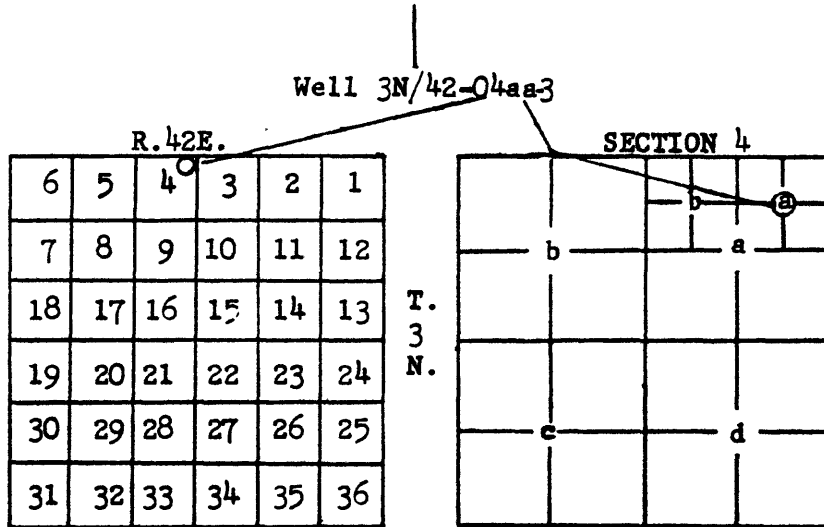 Well 3N/42-04aa-3
R.42E.
6 5 4 3 2 1
7 8 9 10 11 12
18 17 16 15 14 13
19 20 21 22 23 24
30 29 28 27 26 25
31 32 33 34 35 36
T.
3
N.
SECTION 4
b a
b a
c d